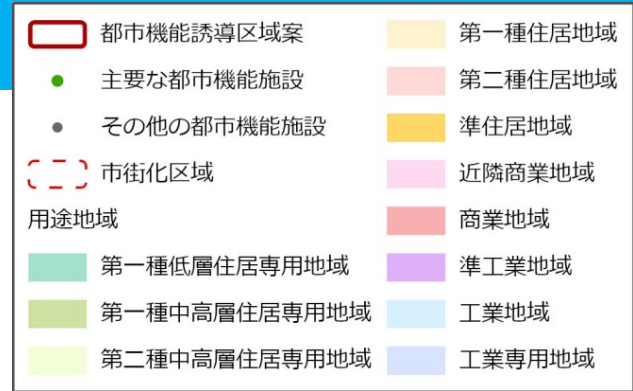 都市機能誘導区域案
主要な都市機能施設
その他の都市機能施設
市街化区域
用途地域
第一種低層住居専用地域
第一種中高層住居専用地域
第二種中高層住居専用地域
第一種住居地域
第二種住居地域
準住居地域
近隣商業地域
商業地域
準工業地域
工業地域
工業専用地域